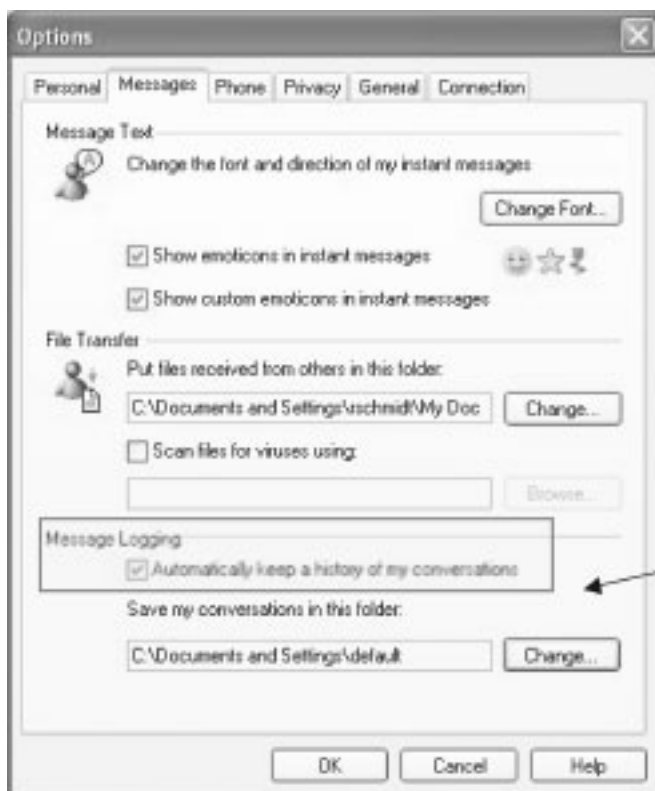 Options
Personal Messages Phone Privacy General Connection
Message Text
Change the font and direction of my instant messages
Change Font...
Show emoticons in instant messages
Show custom emoticons in instant messages
File Transfer
Put files received from others in this folder:
C:\Documents and Settings\rschmidt\My Doc Change...
Scan files for viruses using:
Browse...
Message Logging
Automatically keep a history of my conversations
Save my conversations in this folder:
C:\Documents and Settings\default Change...
OK Cancel Help